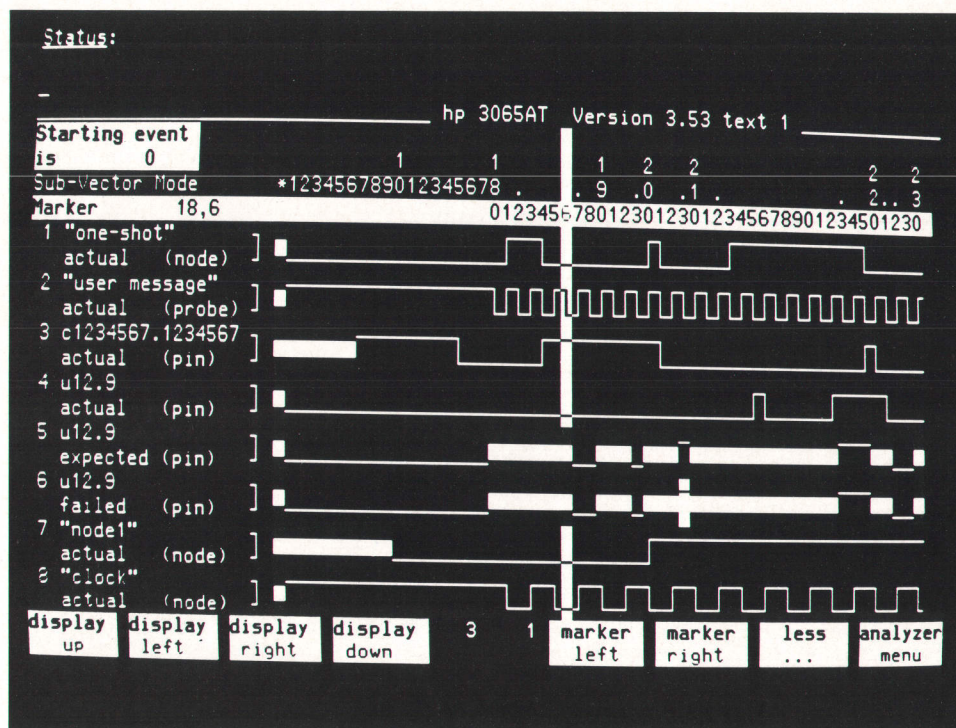 Status:
_
hp 3065AT Version 3.53 text 1
Starting event
is 0
1 1 1 2 2 2 2
Sub-Vector Mode *123456789012345678 . . 9 .0 .1 . . 2.. 3
Marker 18,6 0123456780123012301234567890123450 1230
1 "one-shot"
actual (node)
2 "user message"
actual (probe)
3 c1234567.1234567
actual (pin)
4 u12.9
actual (pin)
5 u12.9
expected (pin)
6 u12.9
failed (pin)
7 "node1"
actual (node)
8 "clock"
actual (node)
display up
display left
display right
display down
3 1
marker left
marker right
less ...
analyzer menu